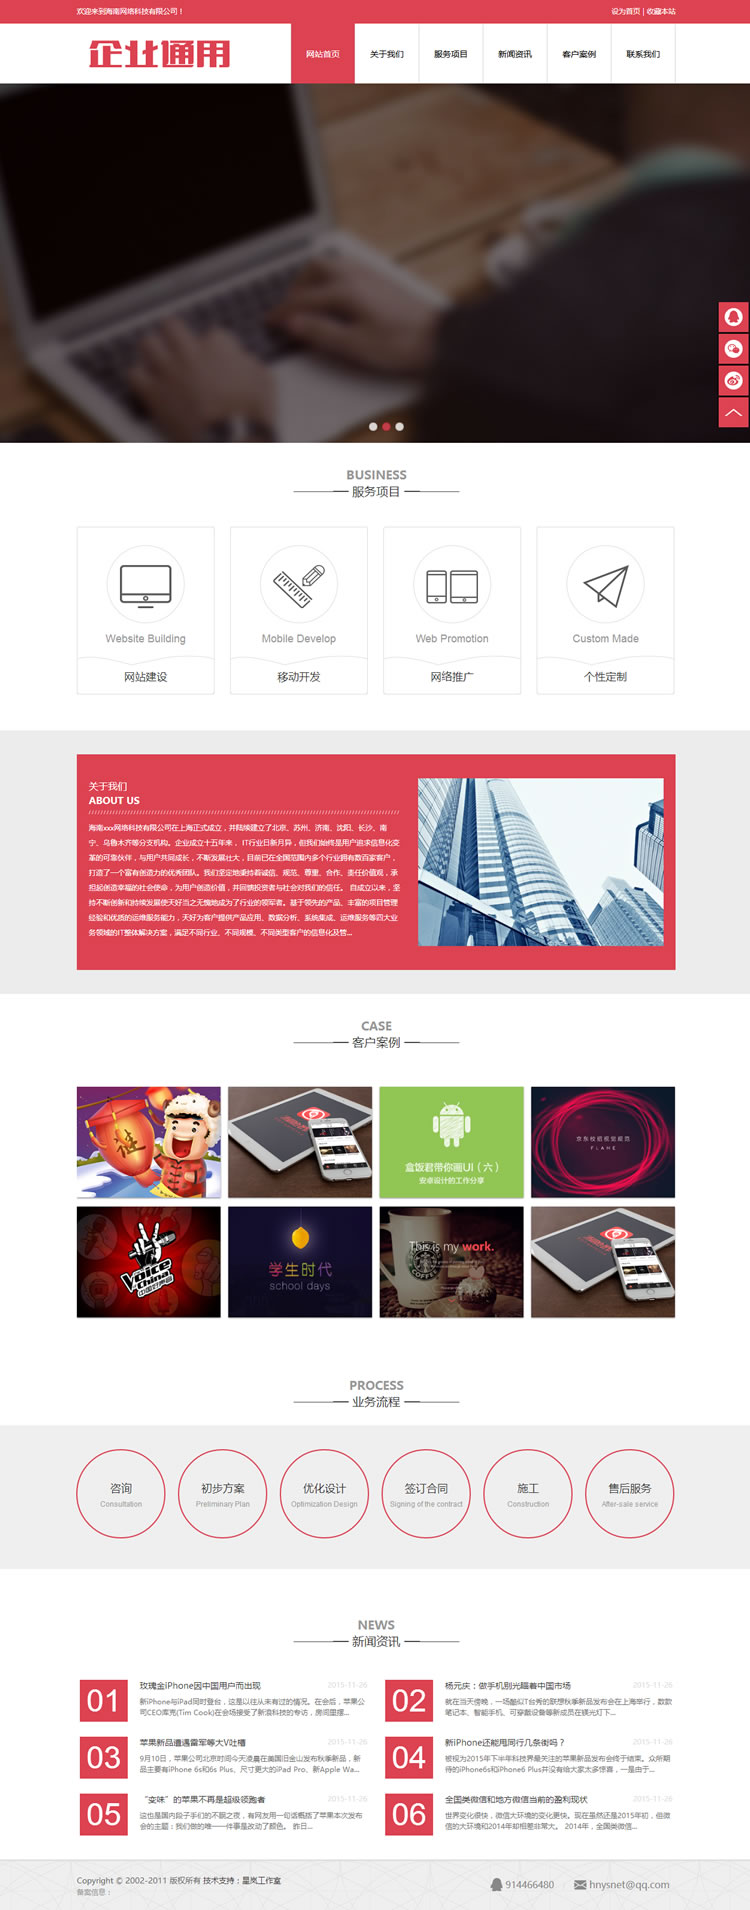 欢迎来到海南网络科技有限公司！
设为首页 | 收藏本站
企业通用
网站首页
关于我们
服务项目
新闻资讯
客户案例
联系我们
BUSINESS
服务项目
Website Building
网站建设
Mobile Develop
移动开发
Web Promotion
网络推广
Custom Made
个性定制
关于我们
ABOUT US
海南xxx网络科技有限公司在上海正式成立，并陆续建立了北京、苏州、济南、沈阳、长沙、南
宁、乌鲁木齐等分支机构。企业成立十五年来， IT行业日新月异，但我们始终是用户追求信息化变
革的可靠伙伴，与用户共同成长，不断发展壮大，目前已在全国范围内多个行业拥有数百家客户，
打造了一个富有创造力的优秀团队。我们坚定地秉持着诚信、规范、尊重、合作、责任价值观，承
担起创造幸福的社会使命，为用户创造价值，并回馈投资者与社会对我们的信任。 自成立以来，坚
持不断创新和持续发展使天好当之无愧地成为了行业的领军者。基于领先的产品、丰富的项目管理
经验和优质的运维服务能力，天好为客户提供产品应用、数据分析、系统集成、运维服务等四大业
务领域的IT整体解决方案，满足不同行业、不同规模、不同类型客户的信息化及管...
CASE
客户案例
盒饭君带你画UI（六）
安卓设计的工作分享
京东校招视觉规范
FLAME
The Voice of China
中国好声音
学生时代
school days
This is my work.
PROCESS
业务流程
咨询
Consultation
初步方案
Preliminary Plan
优化设计
Optimization Design
签订合同
Signing of the contract
施工
Construction
售后服务
After-sale service
NEWS
新闻资讯
01
玫瑰金iPhone因中国用户而出现
2015-11-26
新iPhone与iPad同时登台，这是以往从未有过的情况。在会后，苹果公
司CEO库克(Tim Cook)在会场接受了新浪科技的专访，房间里摆...
02
杨元庆：做手机别光瞄着中国市场
2015-11-26
就在当天傍晚，一场酷似T台秀的联想秋季新品发布会在上海举行，数款
笔记本、智能手机、可穿戴设备等新成员在镁光灯下...
03
苹果新品遭遇雷军等大V吐槽
2015-11-26
9月10日，苹果公司北京时间今天凌晨在美国旧金山发布秋季新品，新
品主要有iPhone 6s和6s Plus、尺寸更大的iPad Pro、新Apple Wa...
04
新iPhone还能甩同行几条街吗？
2015-11-26
被视为2015年下半年科技界最关注的苹果新品发布会终于结束。众所期
待的iPhone6s和iPhone6 Plus并没有给大家太多惊喜，一是由于...
05
“变味”的苹果不再是超级领跑者
2015-11-26
这也是国内段子手们的不眠之夜，有网友用一句话概括了苹果本次发布
会的主题：我们做的唯一一件事是改动了颜色。 昨日...
06
全国类微信和地方微信当前的盈利现状
2015-11-26
世界变化很快，微信大环境的变化更快。现在虽然还是2015年初，但微
信的大环境和2014年却相差非常大。 2014年，全国类微信...
Copyright © 2002-2011 版权所有 技术支持：星岚工作室
备案信息：
914466480
hnysnet@qq.com